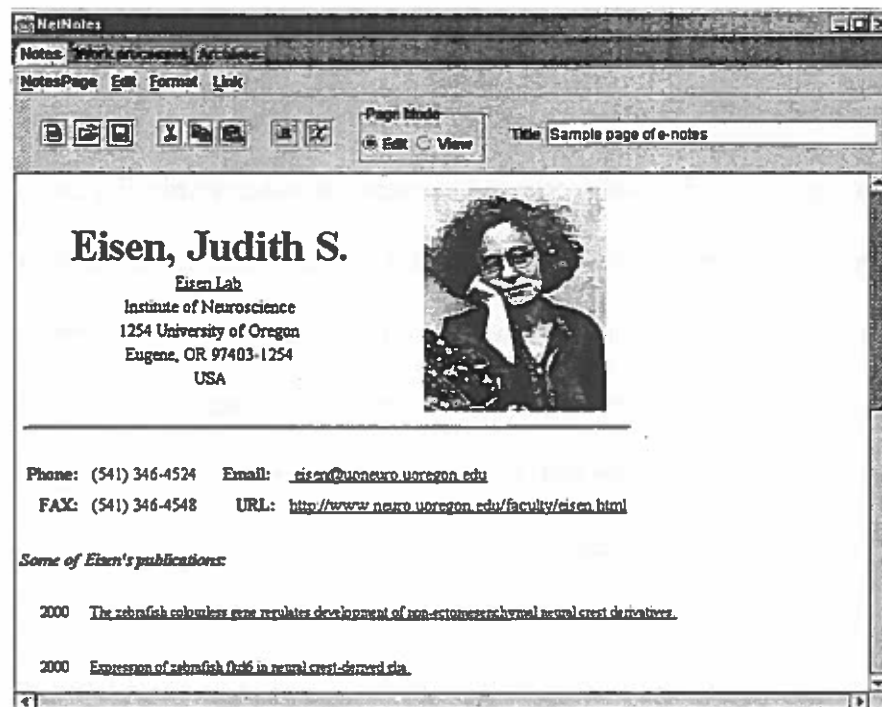 NetNotes
Notes Work processes Archives
NotesPage Edit Format Link
Page Mode
Edit View
Title Sample page of e-notes
Eisen, Judith S.
Eisen Lab
Institute of Neuroscience
1254 University of Oregon
Eugene, OR 97403-1254
USA
Phone: (541) 346-4524 Email: eisen@uoneuro.uoregon.edu
FAX: (541) 346-4548 URL: http://www.neuro.uoregon.edu/faculty/eisen.html
Some of Eisen's publications:
2000 The zebrafish colourless gene regulates development of non-ectomesenchymal neural crest derivatives.
2000 Expression of zebrafish fkd6 in neural crest-derived glia.